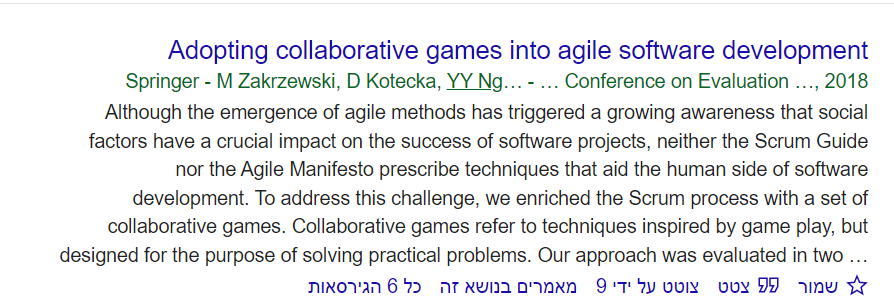 Adopting collaborative games into agile software development
Springer - M Zakrzewski, D Kotecka, YY Ng… - … Conference on Evaluation …, 2018
Although the emergence of agile methods has triggered a growing awareness that social
factors have a crucial impact on the success of software projects, neither the Scrum Guide
nor the Agile Manifesto prescribe techniques that aid the human side of software
development. To address this challenge, we enriched the Scrum process with a set of
collaborative games. Collaborative games refer to techniques inspired by game play, but
designed for the purpose of solving practical problems. Our approach was evaluated in two …
שמור צטט צוטט על ידי 9 מאמרים בנושא זה כל 6 הגירסאות